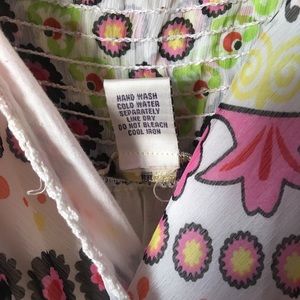 HAND WASH
COLD WATER
SEPARATELY
LINE DRY
DO NOT BLEACH
COOL IRON